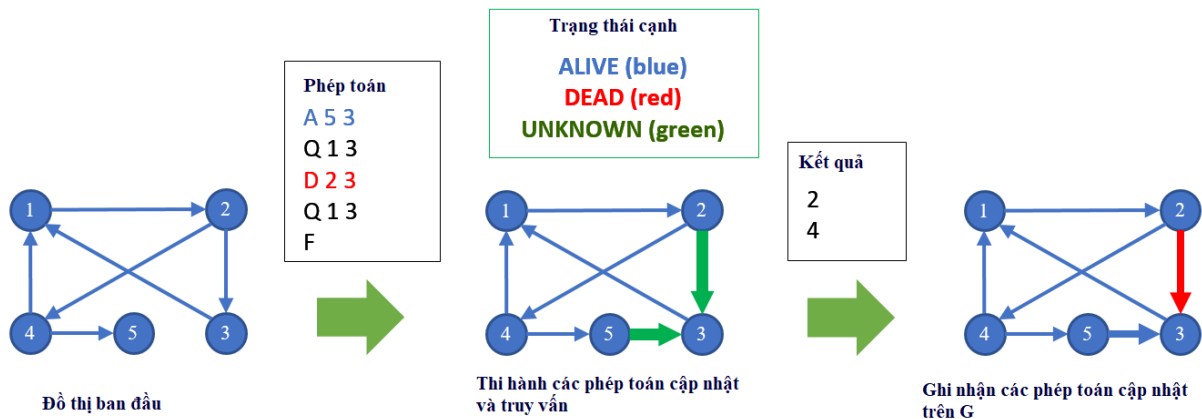 Trạng thái cạnh
ALIVE (blue)
DEAD (red)
UNKNOWN (green)
Phép toán
A 5 3
Q 1 3
D 2 3
Q 1 3
F
Kết quả
2
4
1
2
4
5
3
1
2
4
5
3
1
2
4
5
3
Đồ thị ban đầu
Thi hành các phép toán cập nhật
và truy vấn
Ghi nhận các phép toán cập nhật
trên G